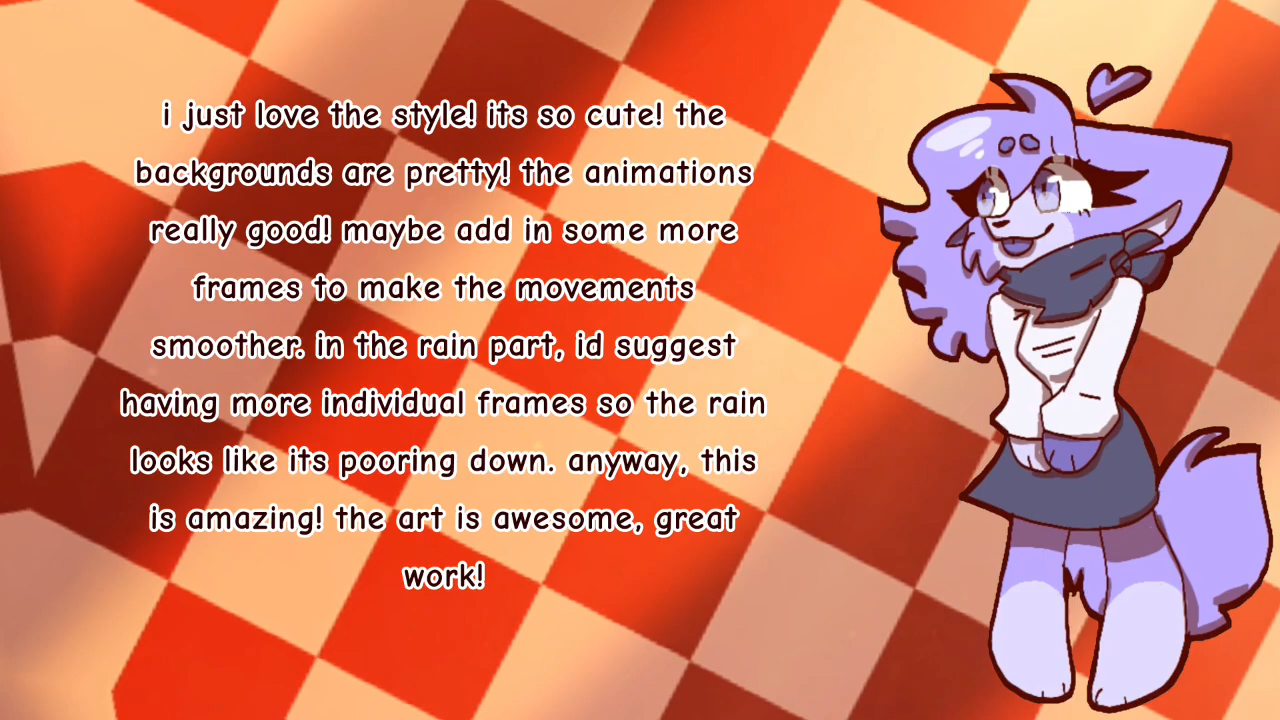 i just love the style! its so cute! the
backgrounds are pretty! the animations
really good! maybe add in some more
frames to make the movements
smoother. in the rain part, id suggest
having more individual frames so the rain
looks like its pooring down. anyway, this
is amazing! the art is awesome, great
work!